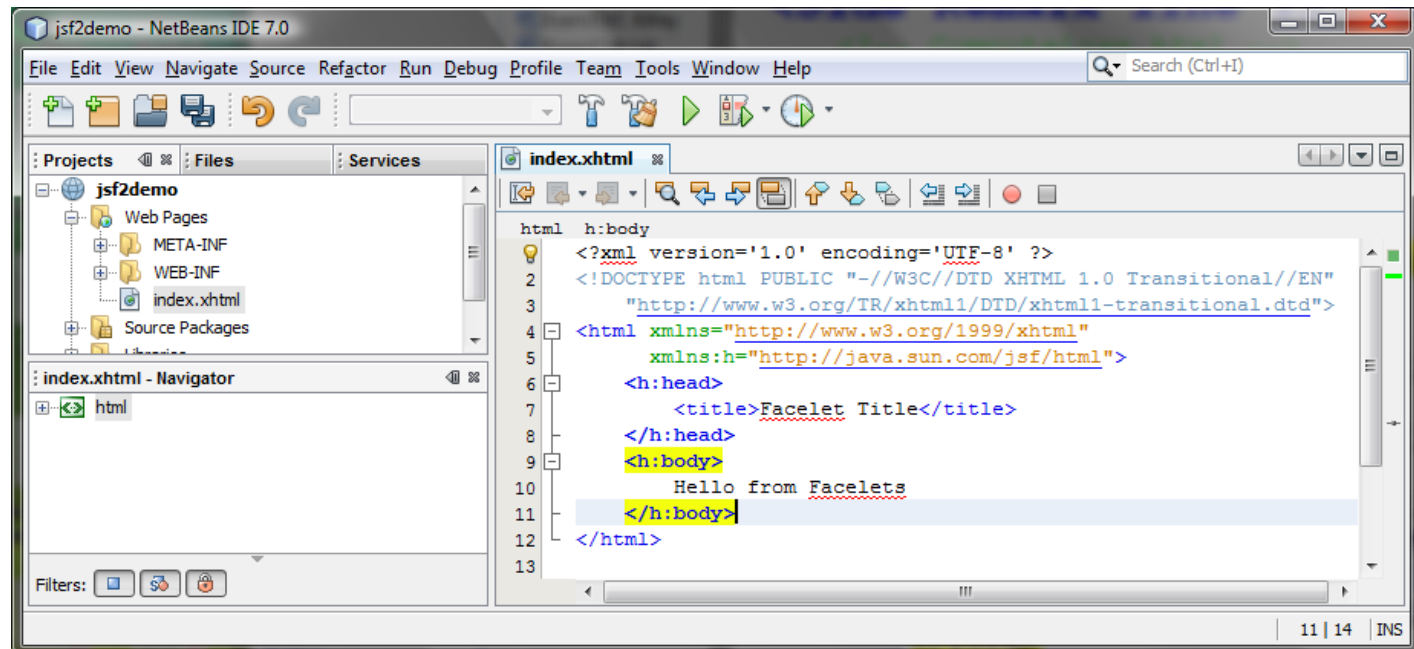 jsf2demo - NetBeans IDE 7.0
File Edit View Navigate Source Refactor Run Debug Profile Team Tools Window Help
Search (Ctrl+I)
Projects Files Services
index.xhtml
jsf2demo
Web Pages
META-INF
WEB-INF
index.xhtml
Source Packages
Libraries
index.xhtml - Navigator
html
Filters:
html h:body
<?xml version='1.0' encoding='UTF-8' ?>
2 <!DOCTYPE html PUBLIC "-//W3C//DTD XHTML 1.0 Transitional//EN"
3 "http://www.w3.org/TR/xhtml1/DTD/xhtml1-transitional.dtd">
4 <html xmlns="http://www.w3.org/1999/xhtml"
5 xmlns:h="http://java.sun.com/jsf/html">
6 <h:head>
7 <title>Facelet Title</title>
8 </h:head>
9 <h:body>
10 Hello from Facelets
11 </h:body>
12 </html>
13
11 | 14 INS